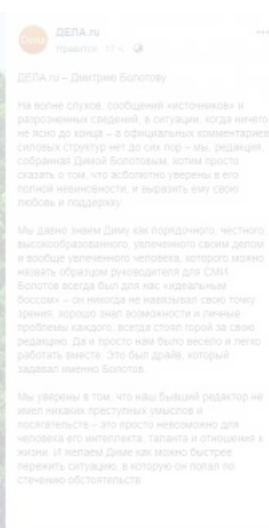 Delu
ДЕЛА.ru
Нравится · 17 ч ·
ДЕЛА.ru – Дмитрию Болотову
На волне слухов, сообщений «источников» и
разрозненных сведений, в ситуации, когда ничего
не ясно до конца – а официальных комментариев
силовых структур нет до сих пор – мы, редакция,
собранная Димой Болотовым, хотим просто
сказать о том, что асболютно уверены в его
полной невиновности, и выразить ему свою
любовь и поддержку.
Мы давно знаем Диму как порядочного, честного,
высокообразованного, увлеченного своим делом
и вообще увлеченного человека, которого можно
назвать образцом руководителя для СМИ.
Болотов всегда был для нас «идеальным
боссом» – он никогда не навязывал свою точку
зрения, хорошо знал возможности и личные
проблемы каждого, всегда стоял горой за свою
редакцию. Да и просто нам было весело и легко
работать вместе. Это был драйв, который
задавал именно Болотов.
Мы уверены в том, что наш бывший редактор не
имел никаких преступных умыслов и
посягательств – это просто невозможно для
человека его интеллекта, таланта и отношения к
жизни. И желаем Диме как можно быстрее
пережить ситуацию, в которую он попал по
стечению обстоятельств.